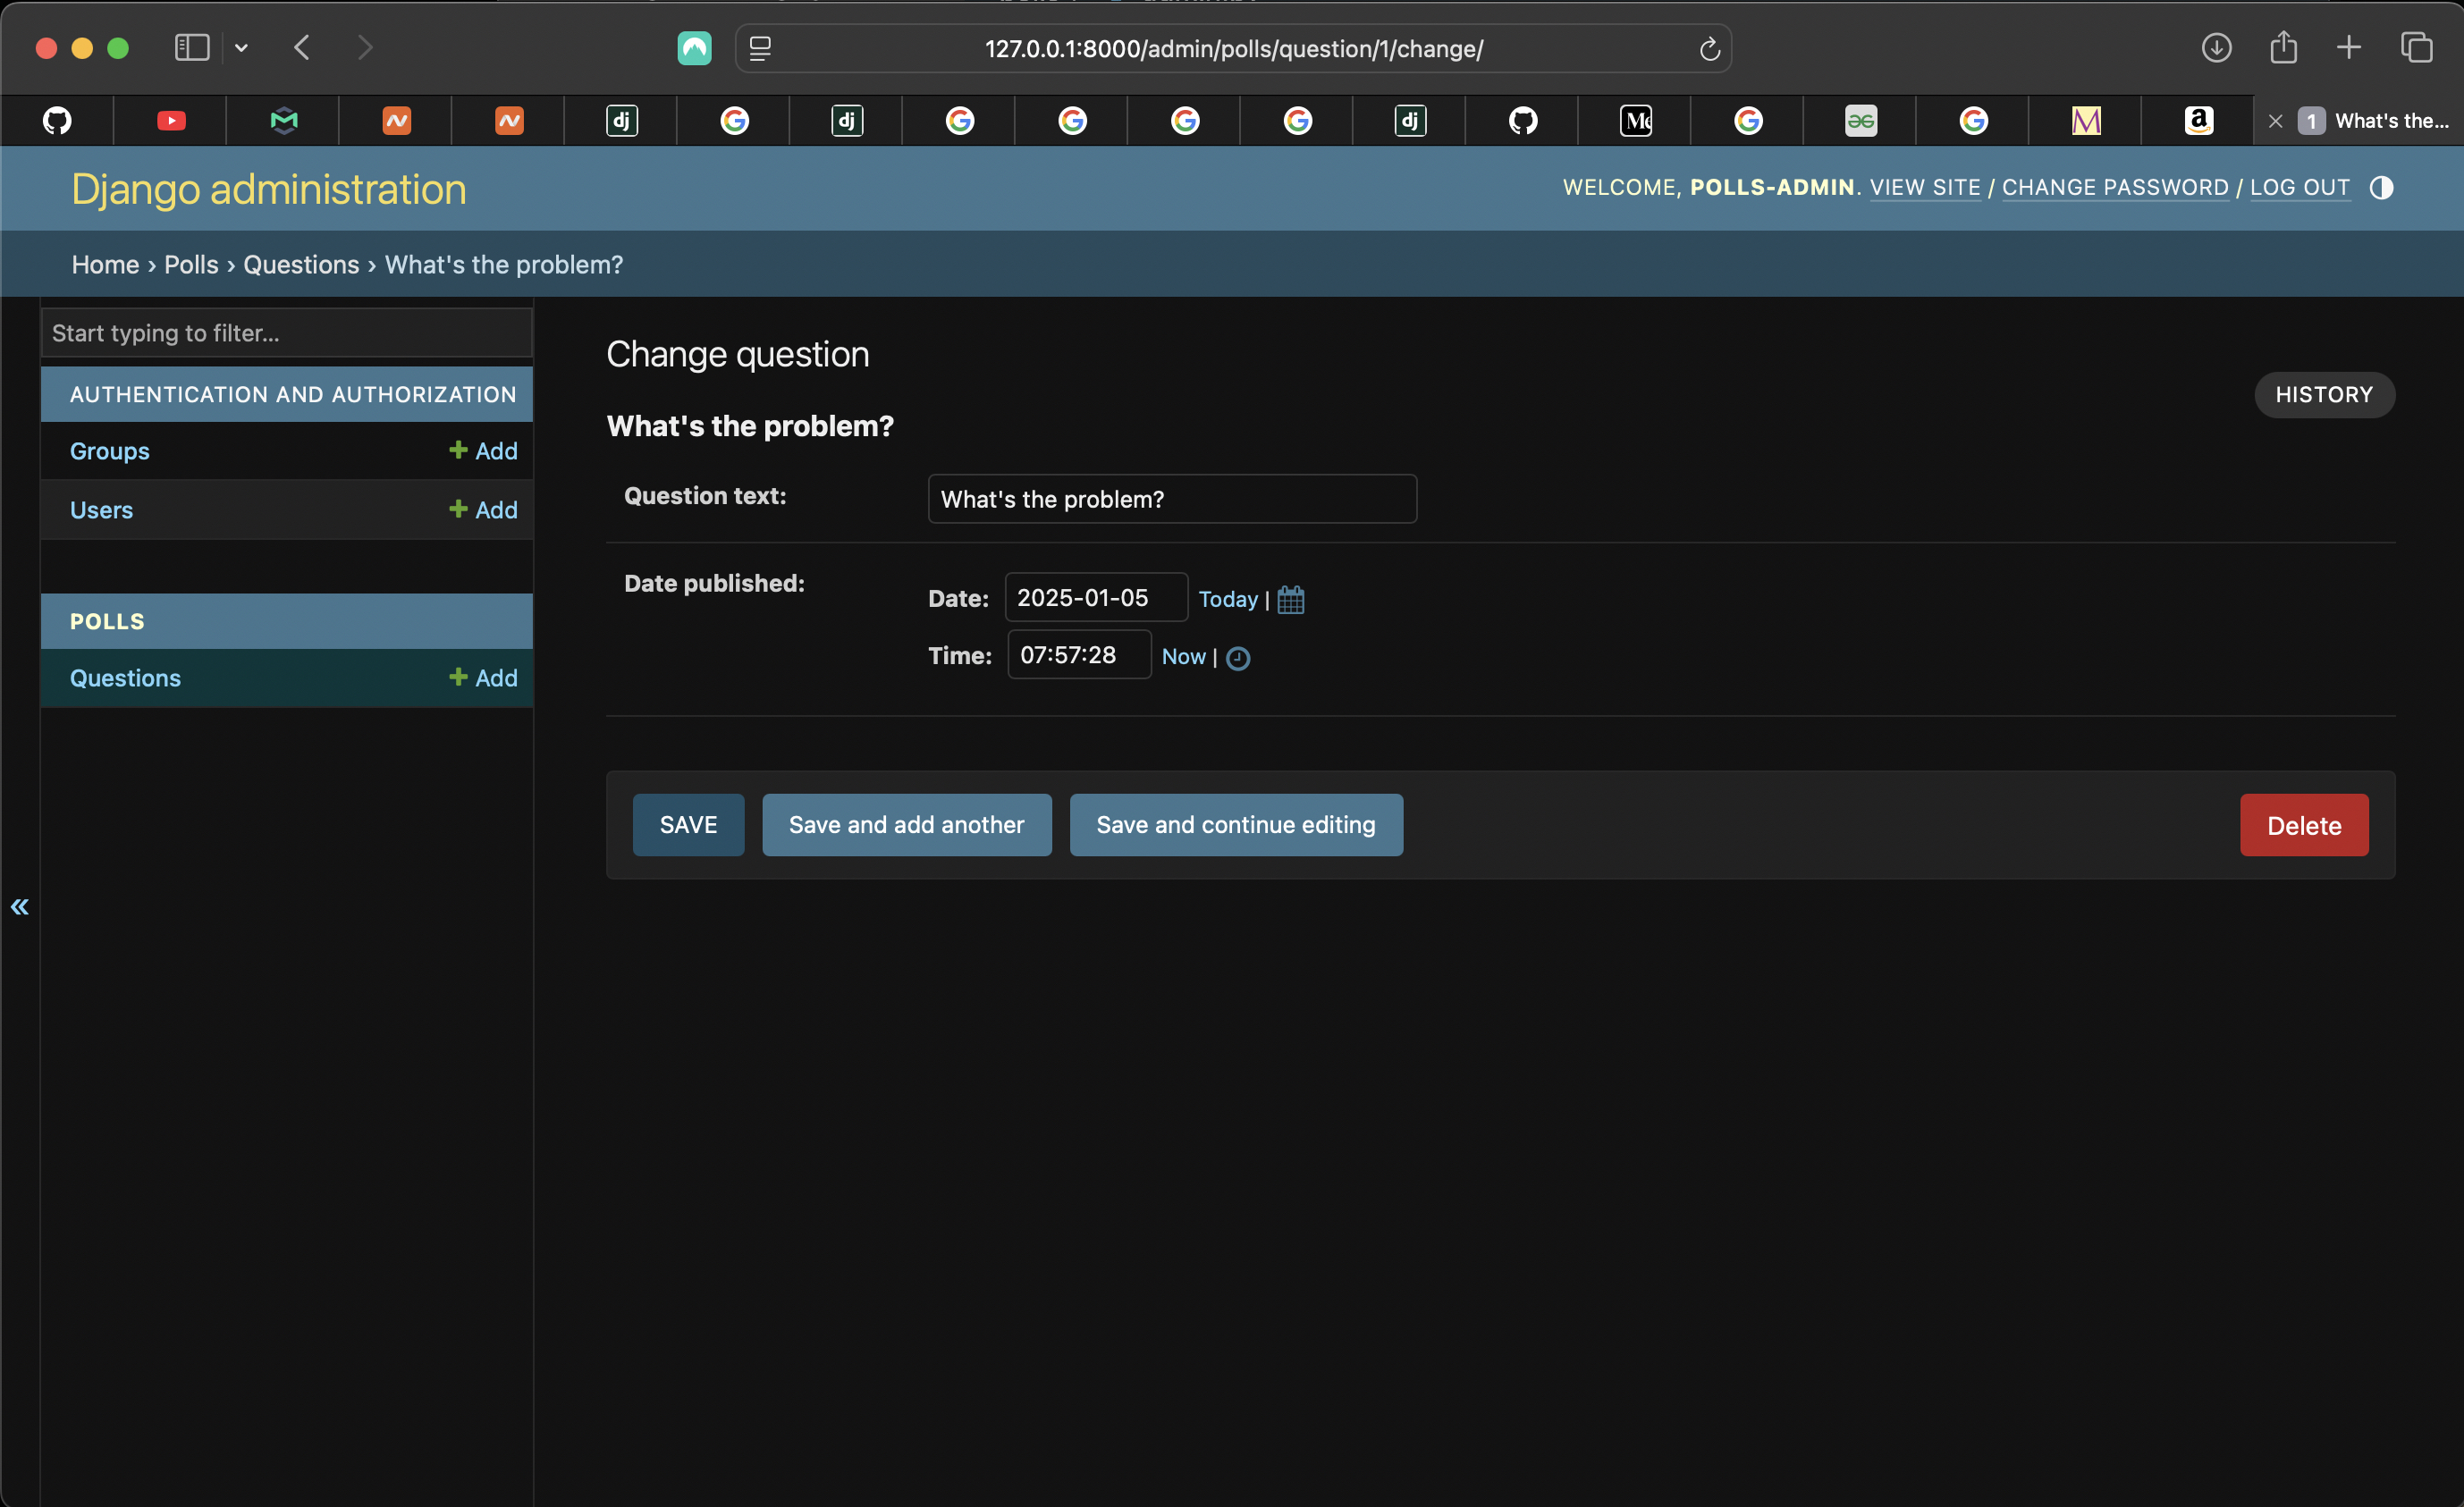 127.0.0.1:8000/admin/polls/question/1/change/
dj
dj
dj
a
1 What's the...
Django administration
WELCOME, POLLS-ADMIN. VIEW SITE / CHANGE PASSWORD / LOG OUT
Home › Polls › Questions › What's the problem?
Start typing to filter...
AUTHENTICATION AND AUTHORIZATION
Groups + Add
Users + Add
POLLS
Questions + Add
«
Change question
HISTORY
What's the problem?
Question text: What's the problem?
Date published:
Date: 2025-01-05 Today |
Time: 07:57:28 Now |
SAVE Save and add another Save and continue editing Delete